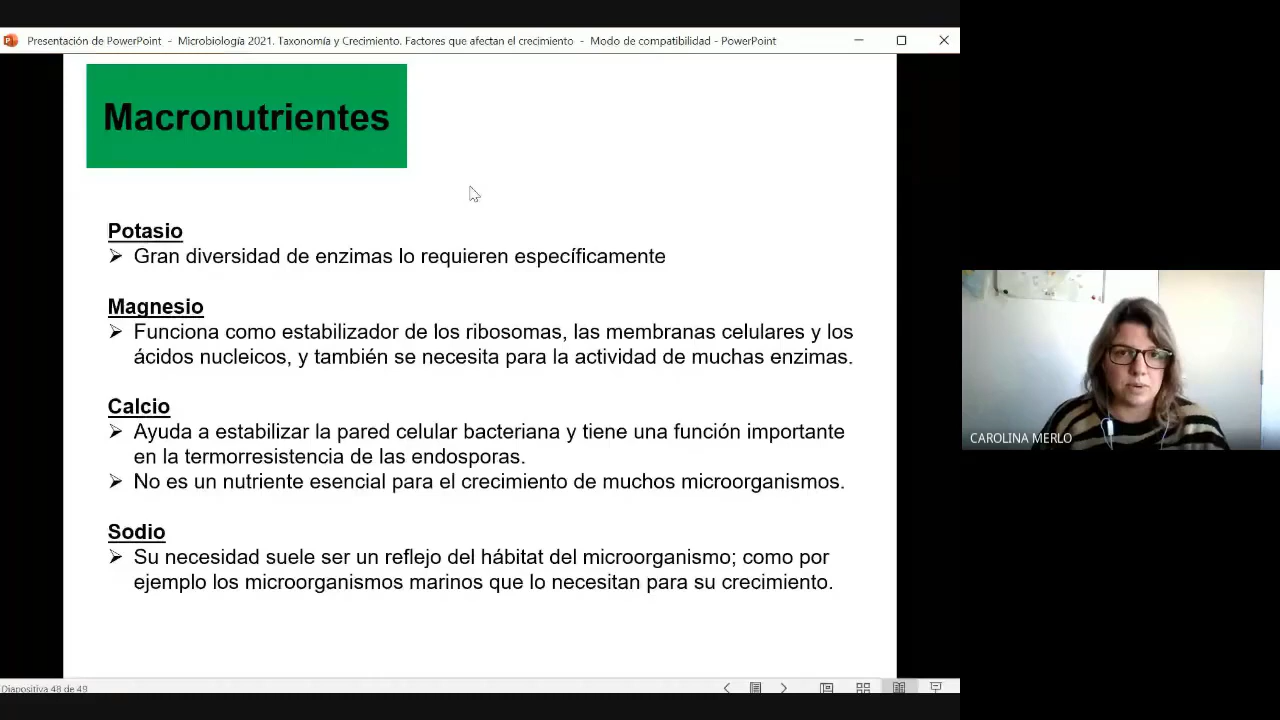 Presentación de PowerPoint - Microbiología 2021. Taxonomía y Crecimiento. Factores que afectan el crecimiento - Modo de compatibilidad - PowerPoint
Macronutrientes
Potasio
➢ Gran diversidad de enzimas lo requieren específicamente
Magnesio
➢ Funciona como estabilizador de los ribosomas, las membranas celulares y los
ácidos nucleicos, y también se necesita para la actividad de muchas enzimas.
Calcio
➢ Ayuda a estabilizar la pared celular bacteriana y tiene una función importante
en la termorresistencia de las endosporas.
➢ No es un nutriente esencial para el crecimiento de muchos microorganismos.
Sodio
➢ Su necesidad suele ser un reflejo del hábitat del microorganismo; como por
ejemplo los microorganismos marinos que lo necesitan para su crecimiento.
Diapositiva 48 de 49
CAROLINA MERLO